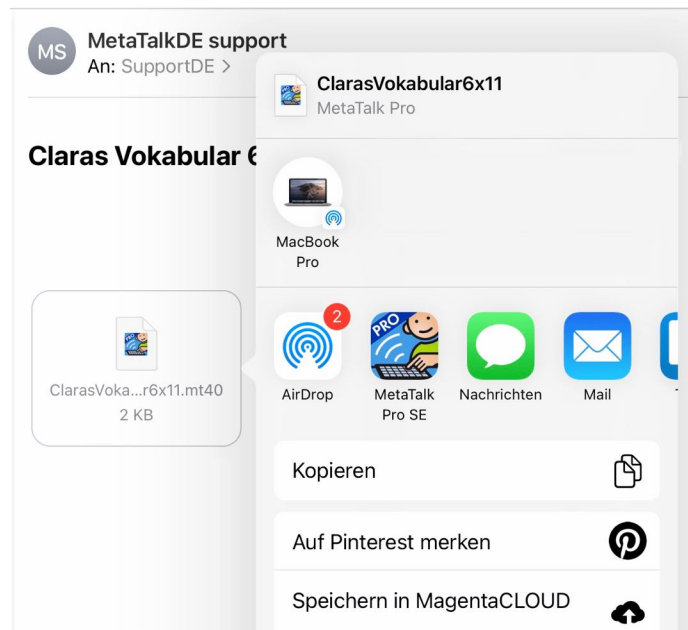 MS
MetaTalkDE support
An: SupportDE >
Claras Vokabular 6
ClarasVoka...r6x11.mt40
2 KB
ClarasVokabular6x11
MetaTalk Pro
MacBook
Pro
2
AirDrop
PRO
MetaTalk
Pro SE
Nachrichten
Mail
Kopieren
Auf Pinterest merken
Speichern in MagentaCLOUD